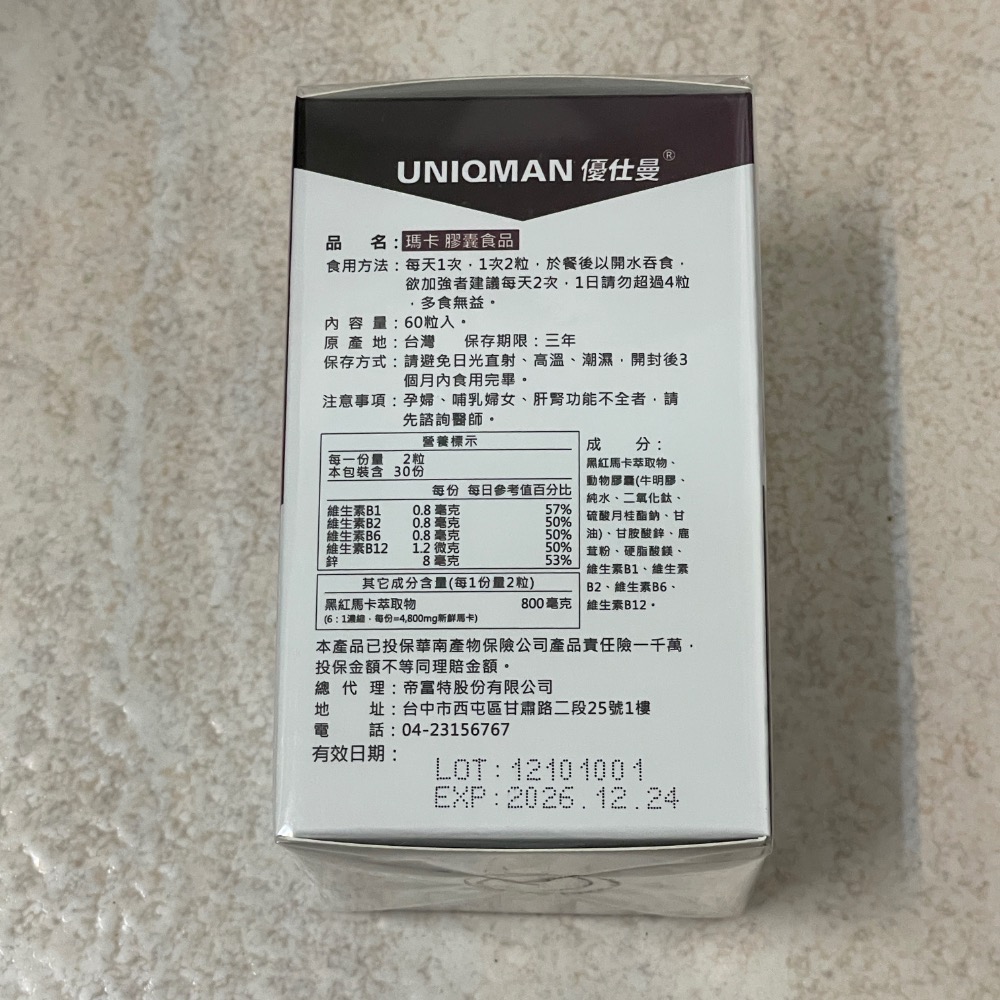 UNIQMAN 優仕曼®
品 名：瑪卡 膠囊食品
食用方法：每天1次，1次2粒，於餐後以開水吞食，
欲加強者建議每天2次，1日請勿超過4粒
，多食無益。
內 容 量：60粒入。
原 產 地：台灣 保存期限：三年
保存方式：請避免日光直射、高溫、潮濕，開封後3
個月內食用完畢。
注意事項：孕婦、哺乳婦女、肝腎功能不全者，請
先諮詢醫師。
營養標示
每一份量 2粒
本包裝含 30份
每份 每日參考值百分比
維生素B1 0.8 毫克 57%
維生素B2 0.8 毫克 50%
維生素B6 0.8 毫克 50%
維生素B12 1.2 微克 50%
鋅 8 毫克 53%
其它成分含量(每1份量2粒)
黑紅馬卡萃取物 800毫克
(6：1濃縮，每份=4,800mg新鮮馬卡)
成 分：
黑紅馬卡萃取物、
動物膠囊(牛明膠、
純水、二氧化鈦、
硫酸月桂酯鈉、甘
油)、甘胺酸鋅、鹿
茸粉、硬脂酸鎂、
維生素B1、維生素
B2、維生素B6、
維生素B12。
本產品已投保華南產物保險公司產品責任險一千萬，
投保金額不等同理賠金額。
總 代 理：帝富特股份有限公司
地 址：台中市西屯區甘肅路二段25號1樓
電 話：04-23156767
有效日期：
LOT：12101001
EXP：2026.12.24